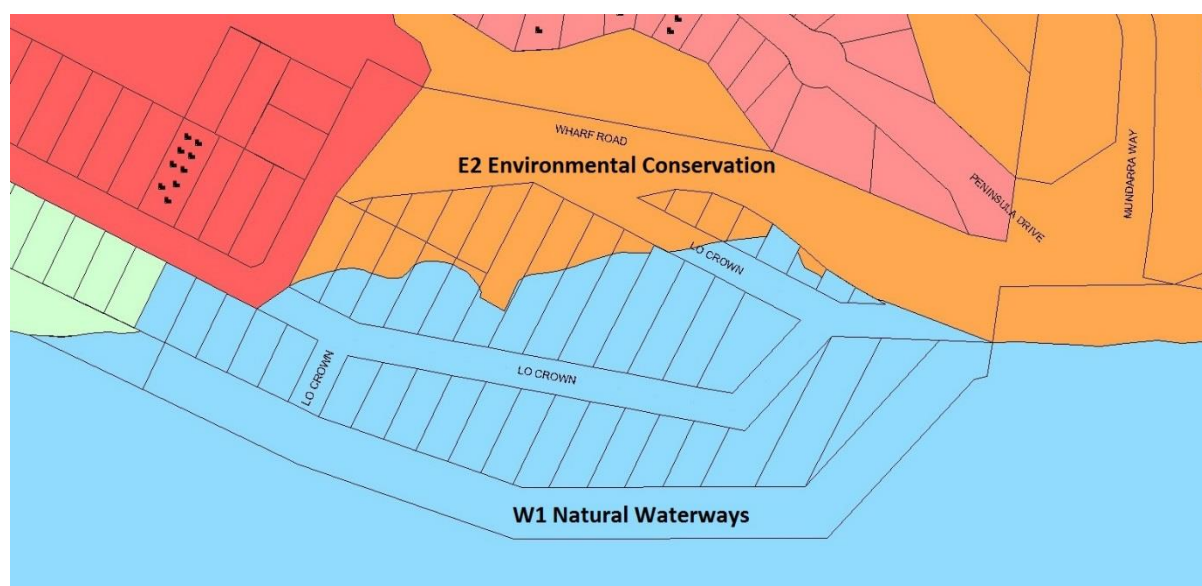 WHARF ROAD
E2 Environmental Conservation
PENINSULA DRIVE
MUNDARRA WAY
LO CROWN
LO CROWN
LO CROWN
W1 Natural Waterways